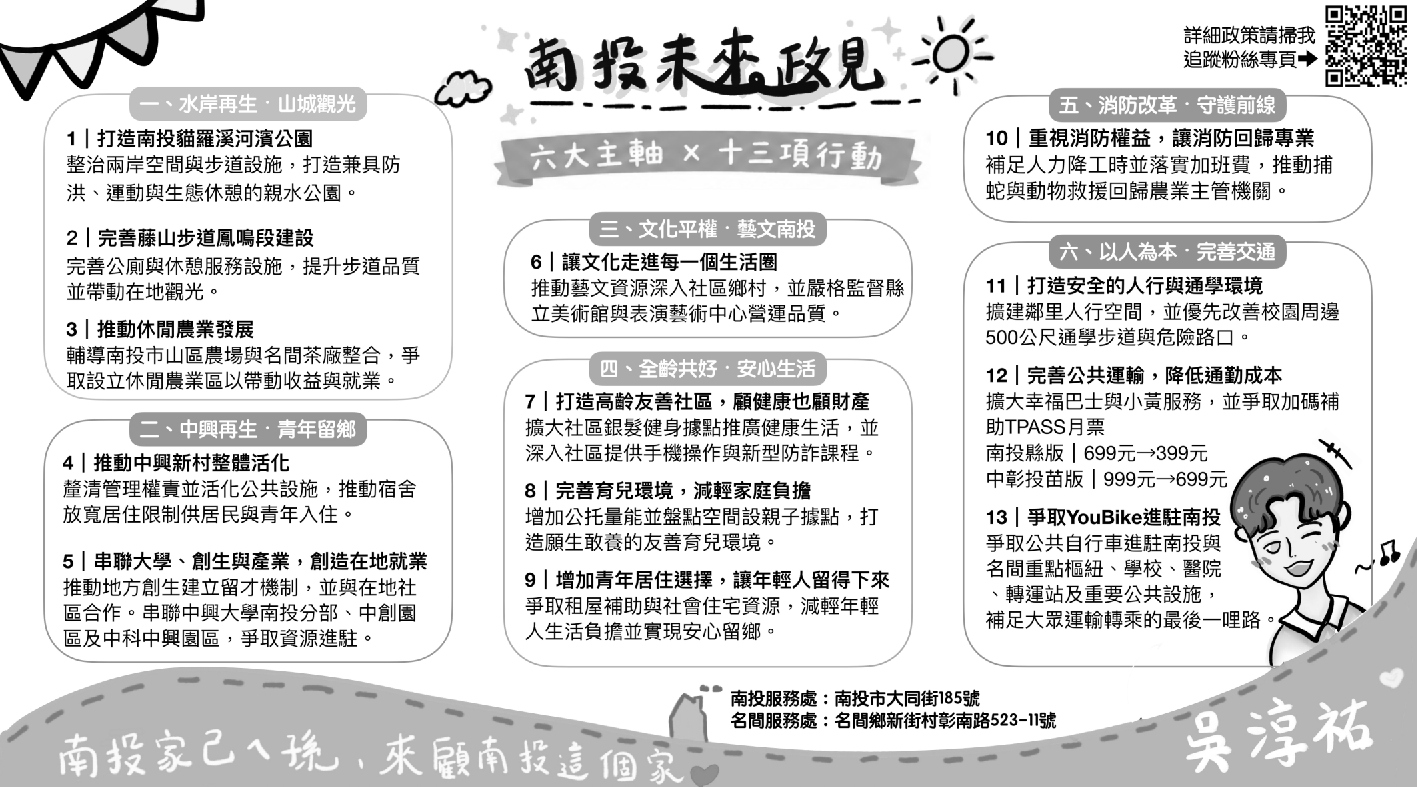 南投未來政見
六大主軸 × 十三項行動
詳細政策請掃我
追蹤粉絲專頁➡
一、水岸再生．山城觀光
1｜打造南投貓羅溪河濱公園
整治兩岸空間與步道設施，打造兼具防
洪、運動與生態休憩的親水公園。
2｜完善藤山步道鳳鳴段建設
完善公廁與休憩服務設施，提升步道品質
並帶動在地觀光。
3｜推動休閒農業發展
輔導南投市山區農場與名間茶廠整合，爭
取設立休閒農業區以帶動收益與就業。
二、中興再生．青年留鄉
4｜推動中興新村整體活化
釐清管理權責並活化公共設施，推動宿舍
放寬居住限制供居民與青年入住。
5｜串聯大學、創生與產業，創造在地就業
推動地方創生建立留才機制，並與在地社
區合作。串聯中興大學南投分部、中創園
區及中科中興園區，爭取資源進駐。
三、文化平權．藝文南投
6｜讓文化走進每一個生活圈
推動藝文資源深入社區鄉村，並嚴格監督縣
立美術館與表演藝術中心營運品質。
四、全齡共好．安心生活
7｜打造高齡友善社區，顧健康也顧財產
擴大社區銀髮健身據點推廣健康生活，並
深入社區提供手機操作與新型防詐課程。
8｜完善育兒環境，減輕家庭負擔
增加公托量能並盤點空間設親子據點，打
造願生敢養的友善育兒環境。
9｜增加青年居住選擇，讓年輕人留得下來
爭取租屋補助與社會住宅資源，減輕年輕
人生活負擔並實現安心留鄉。
五、消防改革．守護前線
10｜重視消防權益，讓消防回歸專業
補足人力降工時並落實加班費，推動捕
蛇與動物救援回歸農業主管機關。
六、以人為本．完善交通
11｜打造安全的人行與通學環境
擴建鄰里人行空間，並優先改善校園周邊
500公尺通學步道與危險路口。
12｜完善公共運輸，降低通勤成本
擴大幸福巴士與小黃服務，並爭取加碼補
助TPASS月票
南投縣版｜699元→399元
中彰投苗版｜999元→699元
13｜爭取YouBike進駐南投
爭取公共自行車進駐南投與
名間重點樞紐、學校、醫院
、轉運站及重要公共設施，
補足大眾運輸轉乘的最後一哩路。
南投服務處：南投市大同街185號
名間服務處：名間鄉新街村彰南路523-11號
南投家己ㄟ孫，來顧南投這個家
吳淳祐